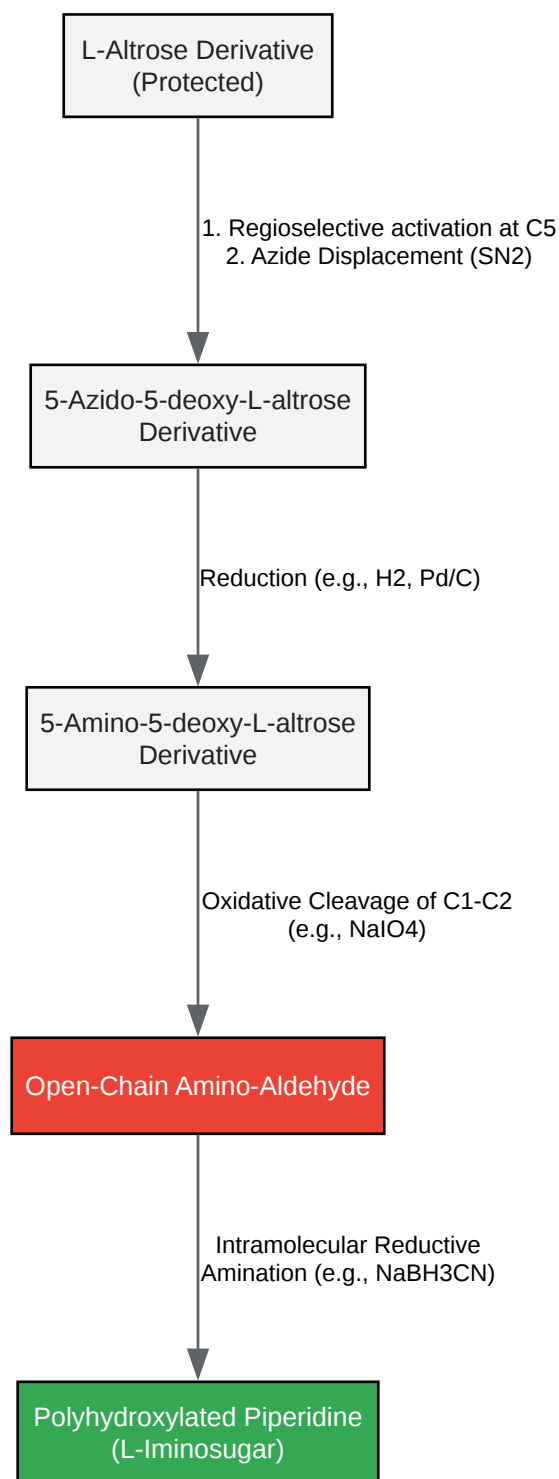 L-Altrose Derivative
(Protected)
1. Regioselective activation at C5
2. Azide Displacement (SN2)
5-Azido-5-deoxy-L-altrose
Derivative
Reduction (e.g., H2, Pd/C)
5-Amino-5-deoxy-L-altrose
Derivative
Oxidative Cleavage of C1-C2
(e.g., NaIO4)
Open-Chain Amino-Aldehyde
Intramolecular Reductive
Amination (e.g., NaBH3CN)
Polyhydroxylated Piperidine
(L-Iminosugar)